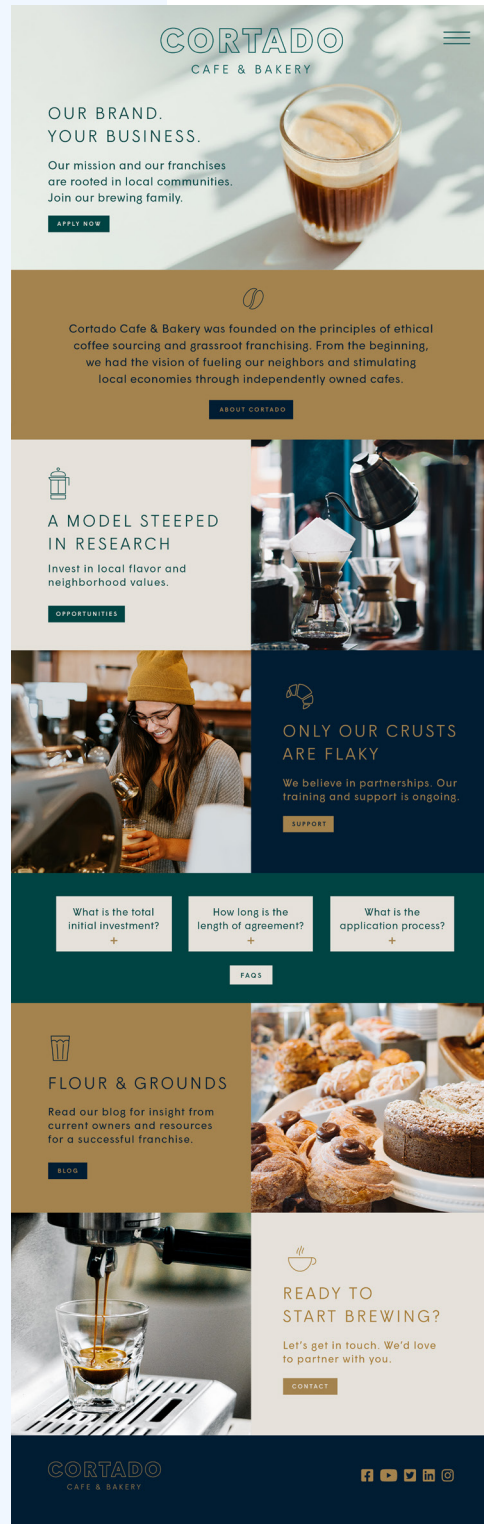 CORTADO
CAFE & BAKERY
OUR BRAND.
YOUR BUSINESS.
Our mission and our franchises
are rooted in local communities.
Join our brewing family.
APPLY NOW
Cortado Cafe & Bakery was founded on the principles of ethical
coffee sourcing and grassroot franchising. From the beginning,
we had the vision of fueling our neighbors and stimulating
local economies through independently owned cafes.
ABOUT CORTADO
A MODEL STEEPED
IN RESEARCH
Invest in local flavor and
neighborhood values.
OPPORTUNITIES
ONLY OUR CRUSTS
ARE FLAKY
We believe in partnerships. Our
training and support is ongoing.
SUPPORT
What is the total
initial investment?
+
How long is the
length of agreement?
+
What is the
application process?
+
FAQS
FLOUR & GROUNDS
Read our blog for insight from
current owners and resources
for a successful franchise.
BLOG
READY TO
START BREWING?
Let's get in touch. We'd love
to partner with you.
CONTACT
CORTADO
CAFE & BAKERY